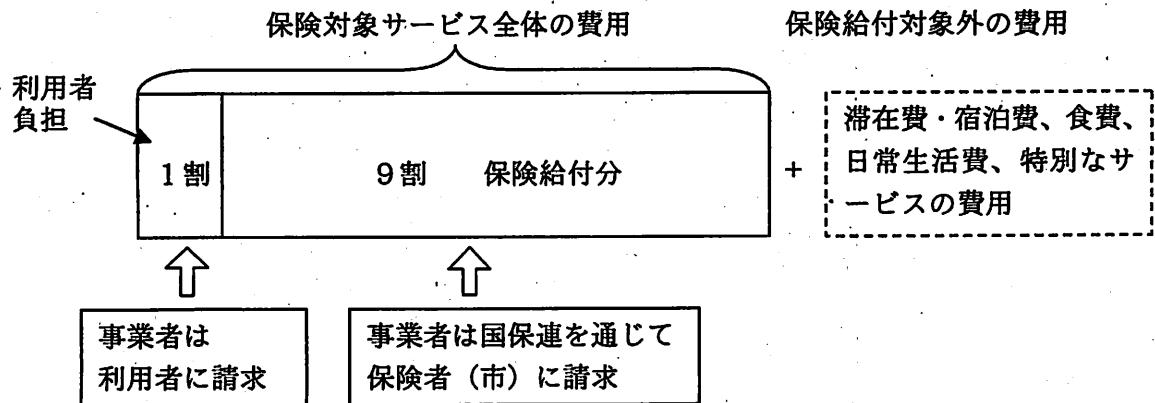 保険対象サービス全体の費用
保険給付対象外の費用
利用者
負担
1割
9割 保険給付分
+
滞在費・宿泊費、食費、
日常生活費、特別なサ
ービスの費用
事業者は
利用者に請求
事業者は国保連を通じて
保険者（市）に請求